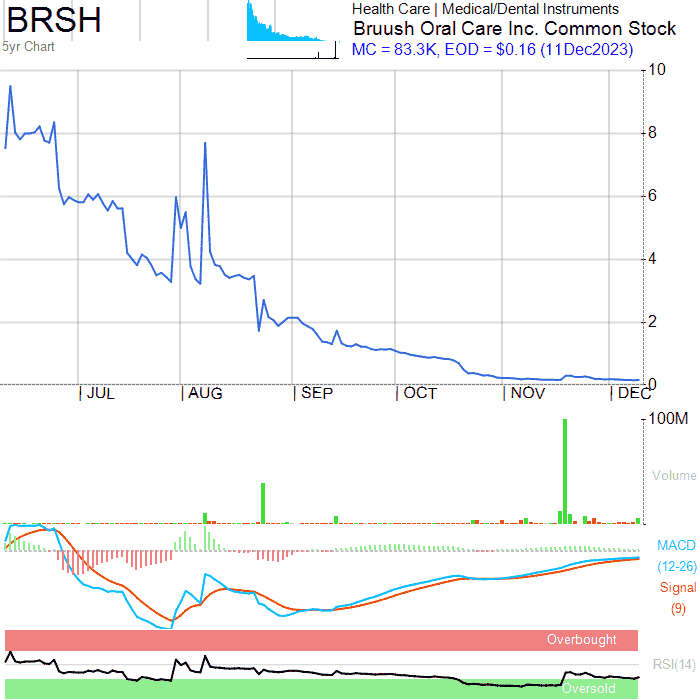 BRSH
5yr Chart
Health Care | Medical/Dental Instruments
Bruush Oral Care Inc. Common Stock
MC = 83.3K, EOD = $0.16 (11Dec2023)
10
8
6
4
2
0
JUL AUG SEP OCT NOV DEC
100M
Volume
MACD
(12-26)
Signal
(9)
Overbought
RSI(14)
Oversold